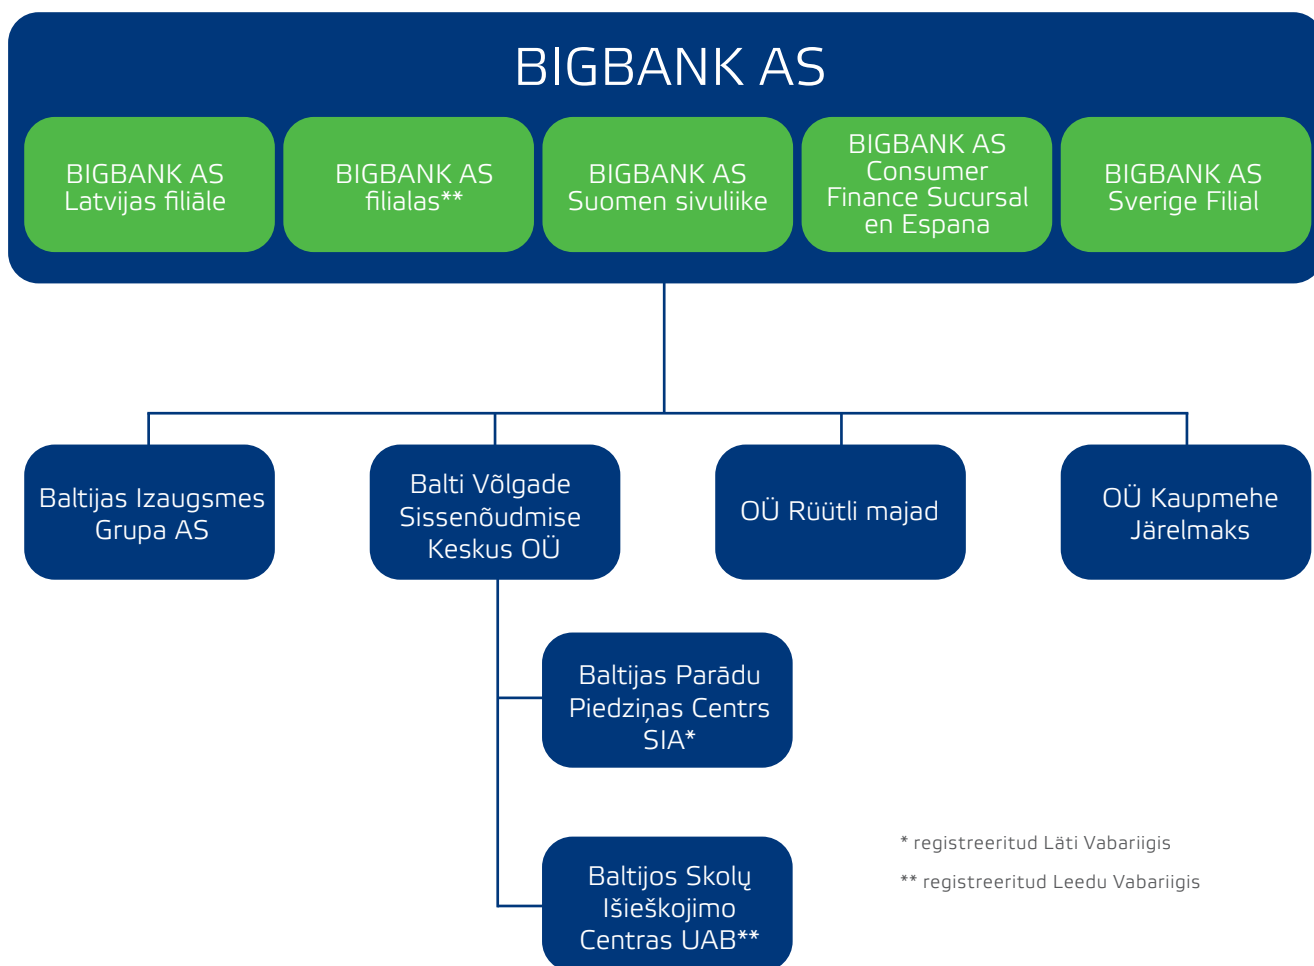 BIGBANK AS
BIGBANK AS
Latvijas filiāle
BIGBANK AS
filialas**
BIGBANK AS
Suomen sivuliike
BIGBANK AS
Consumer
Finance Sucursal
en Espana
BIGBANK AS
Sverige Filial
Baltijas Izaugsmes
Grupa AS
Balti Võlgade
Sissenõudmise
Keskus OÜ
OÜ Rüütli majad
OÜ Kaupmehe
Järelmaks
Baltijas Parādu
Piedziņas Centrs
SIA*
Baltijos Skolų
Išieškojimo
Centras UAB**
* registreeritud Läti Vabariigis
** registreeritud Leedu Vabariigis